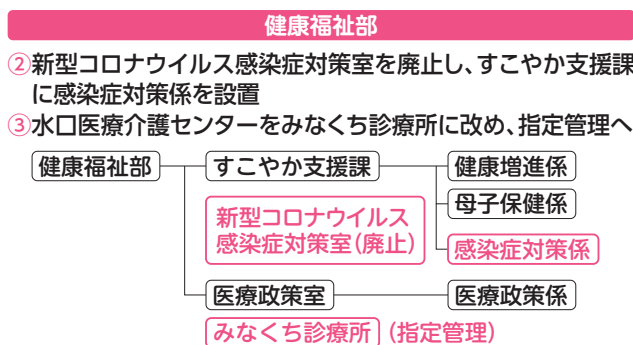 健康福祉部
②新型コロナウイルス感染症対策室を廃止し、すこやか支援課
に感染症対策係を設置
③水口医療介護センターをみなくち診療所に改め、指定管理へ
健康福祉部 すこやか支援課 健康増進係
母子保健係
新型コロナウイルス
感染症対策室(廃止)
感染症対策係
医療政策室 医療政策係
みなくち診療所 (指定管理)